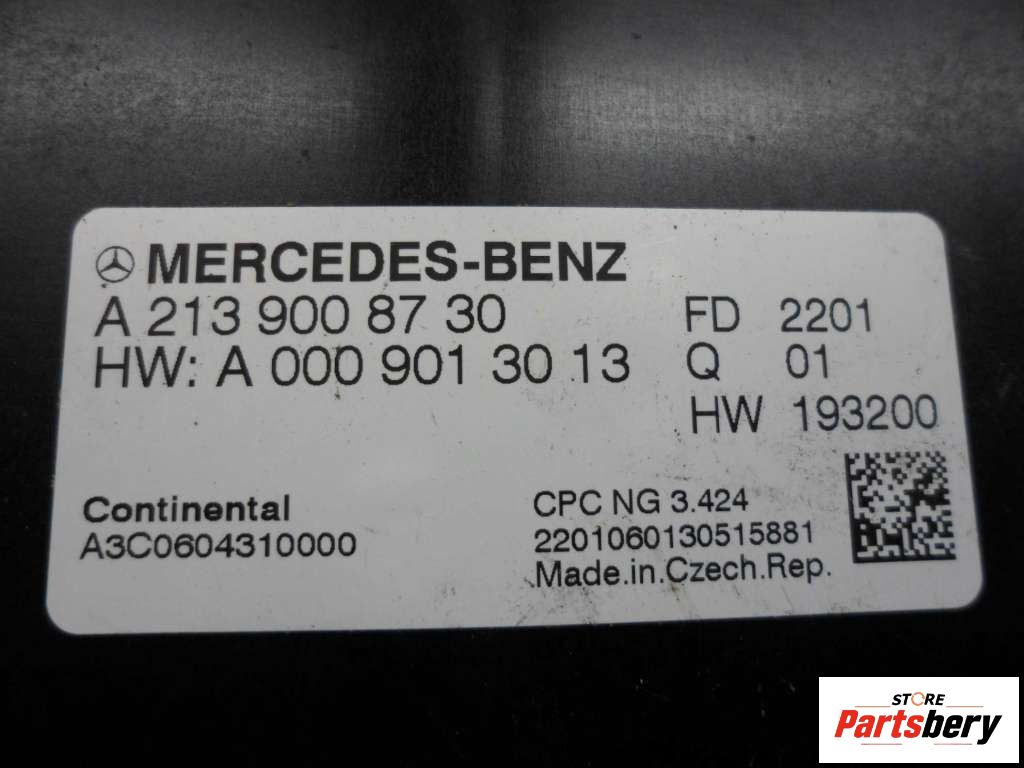 MERCEDES-BENZ
A 213 900 87 30
HW: A 000 901 30 13
FD 2201
Q 01
HW 193200
Continental
A3C0604310000
CPC NG 3.424
2201060130515881
Made.in.Czech.Rep.
STORE
Partsbery